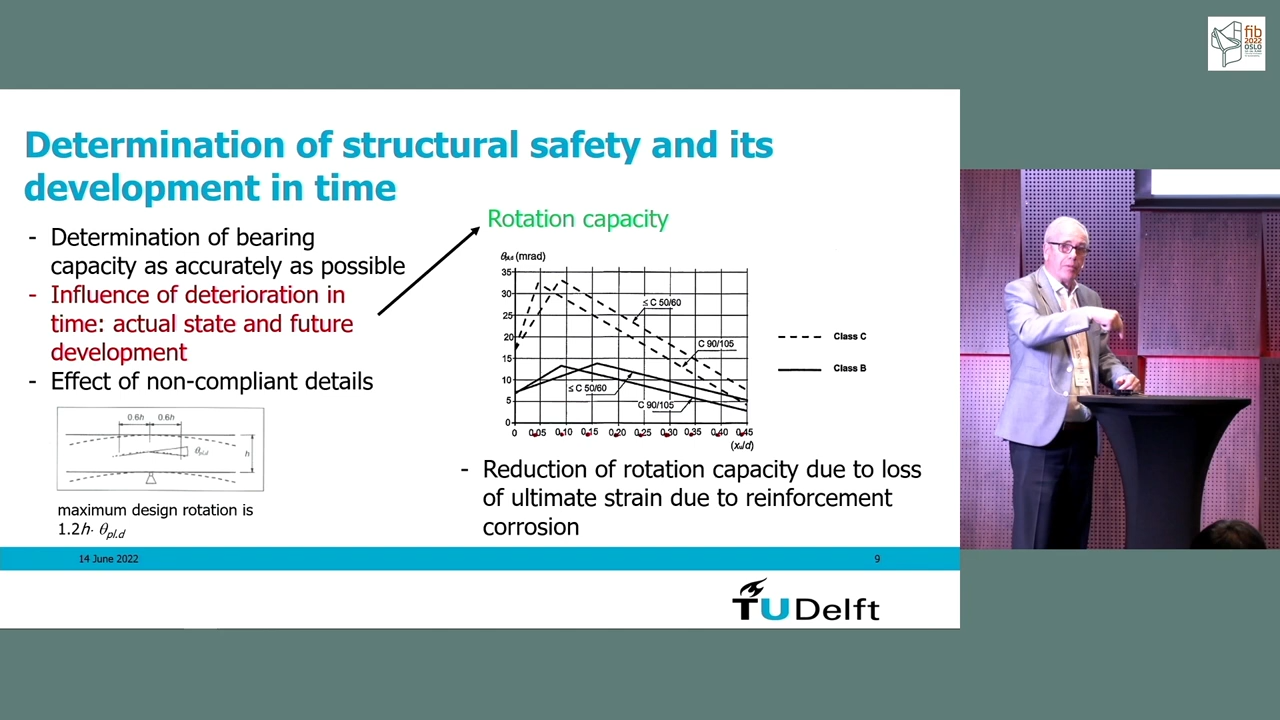 fib
2022
OSLO
Determination of structural safety and its
development in time
- Determination of bearing
capacity as accurately as possible
- Influence of deterioration in
time: actual state and future
development
- Effect of non-compliant details
0.6h 0.6h
θpl,d
h
maximum design rotation is
1.2h· θpl.d
Rotation capacity
θpl,d (mrad)
35
30
25
20
15
10
5
0
≤ C 50/60
C 90/105
≤ C 50/60
C 90/105
0 0,05 0,10 0,15 0,20 0,25 0,30 0,35 0,40 0,45
(xu/d)
Class C
Class B
- Reduction of rotation capacity due to loss
of ultimate strain due to reinforcement
corrosion
14 June 2022
9
TU Delft